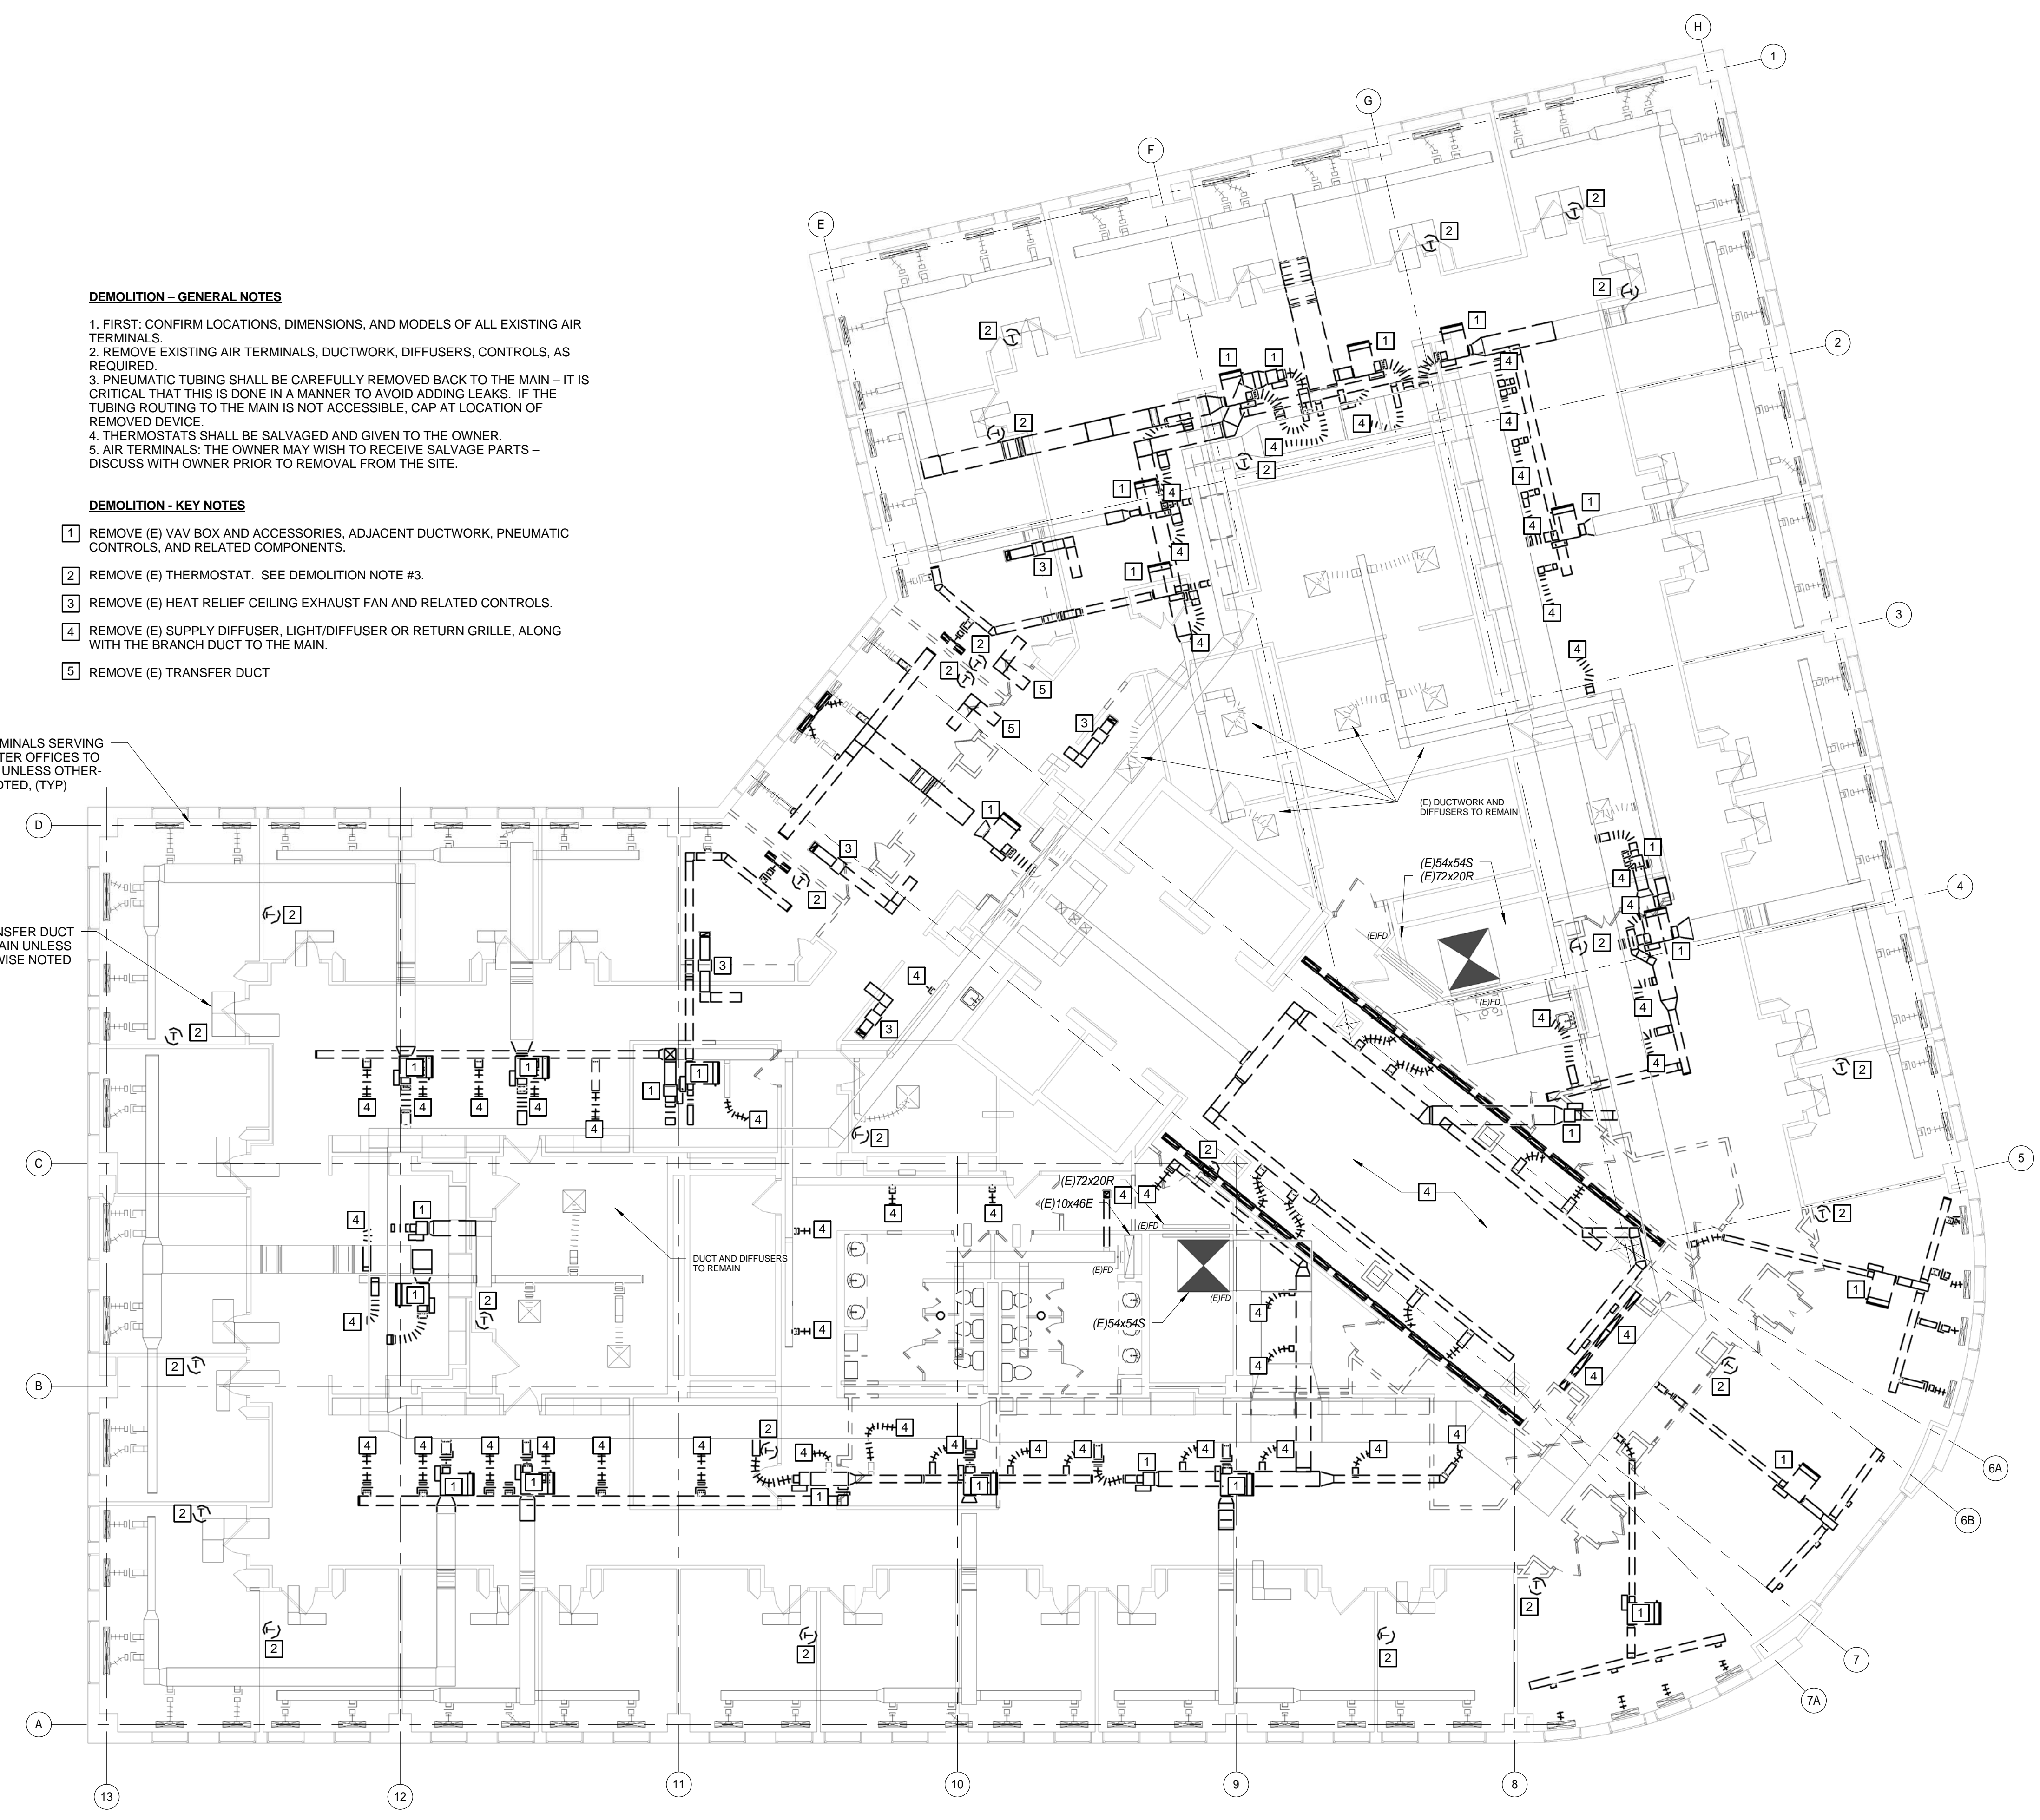 DEMOLITION – GENERAL NOTES
1. FIRST: CONFIRM LOCATIONS, DIMENSIONS, AND MODELS OF ALL EXISTING AIR
TERMINALS.
2. REMOVE EXISTING AIR TERMINALS, DUCTWORK, DIFFUSERS, CONTROLS, AS
REQUIRED.
3. PNEUMATIC TUBING SHALL BE CAREFULLY REMOVED BACK TO THE MAIN – IT IS
CRITICAL THAT THIS IS DONE IN A MANNER TO AVOID ADDING LEAKS. IF THE
TUBING ROUTING TO THE MAIN IS NOT ACCESSIBLE, CAP AT LOCATION OF
REMOVED DEVICE.
4. THERMOSTATS SHALL BE SALVAGED AND GIVEN TO THE OWNER.
5. AIR TERMINALS: THE OWNER MAY WISH TO RECEIVE SALVAGE PARTS –
DISCUSS WITH OWNER PRIOR TO REMOVAL FROM THE SITE.
DEMOLITION - KEY NOTES
1 REMOVE (E) VAV BOX AND ACCESSORIES, ADJACENT DUCTWORK, PNEUMATIC
CONTROLS, AND RELATED COMPONENTS.
2 REMOVE (E) THERMOSTAT. SEE DEMOLITION NOTE #3.
3 REMOVE (E) HEAT RELIEF CEILING EXHAUST FAN AND RELATED CONTROLS.
4 REMOVE (E) SUPPLY DIFFUSER, LIGHT/DIFFUSER OR RETURN GRILLE, ALONG
WITH THE BRANCH DUCT TO THE MAIN.
5 REMOVE (E) TRANSFER DUCT
MINALS SERVING
TER OFFICES TO
UNLESS OTHER-
OTED, (TYP)
NSFER DUCT
AIN UNLESS
WISE NOTED
(E) DUCTWORK AND
DIFFUSERS TO REMAIN
(E)54x54S
(E)72x20R
(E)FD
(E)FD
(E)72x20R
(E)10x46E
(E)FD
(E)FD
(E)FD
(E)54x54S
DUCT AND DIFFUSERS
TO REMAIN
E
F
G
H
1
2
3
4
5
6A
6B
7
7A
D
C
B
A
13
12
11
10
9
8